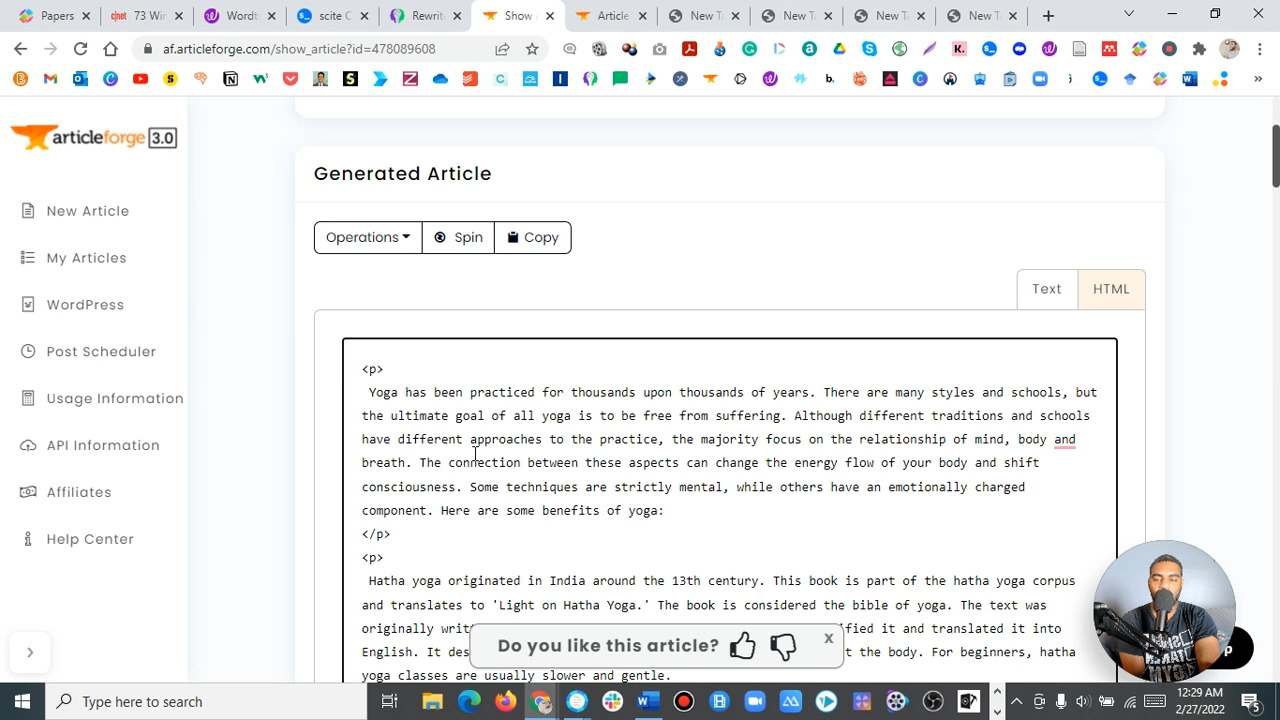 Papers
73 Win
Wordt
scite C
Rewrit
Show
Article
New Ta
New T
New Ta
New T
af.articleforge.com/show_article?id=478089608
articleforge 3.0
New Article
My Articles
WordPress
Post Scheduler
Usage Information
API Information
Affiliates
Help Center
Generated Article
Operations
Spin
Copy
Text
HTML
<p>
Yoga has been practiced for thousands upon thousands of years. There are many styles and schools, but
the ultimate goal of all yoga is to be free from suffering. Although different traditions and schools
have different approaches to the practice, the majority focus on the relationship of mind, body and
breath. The connection between these aspects can change the energy flow of your body and shift
consciousness. Some techniques are strictly mental, while others have an emotionally charged
component. Here are some benefits of yoga:
</p>
<p>
Hatha yoga originated in India around the 13th century. This book is part of the hatha yoga corpus
and translates to 'Light on Hatha Yoga.' The book is considered the bible of yoga. The text was
originally writ ified it and translated it into
English. It des t the body. For beginners, hatha
yoga classes are usually slower and gentle.
Do you like this article?
X
p
Type here to search
12:29 AM
2/27/2022
5